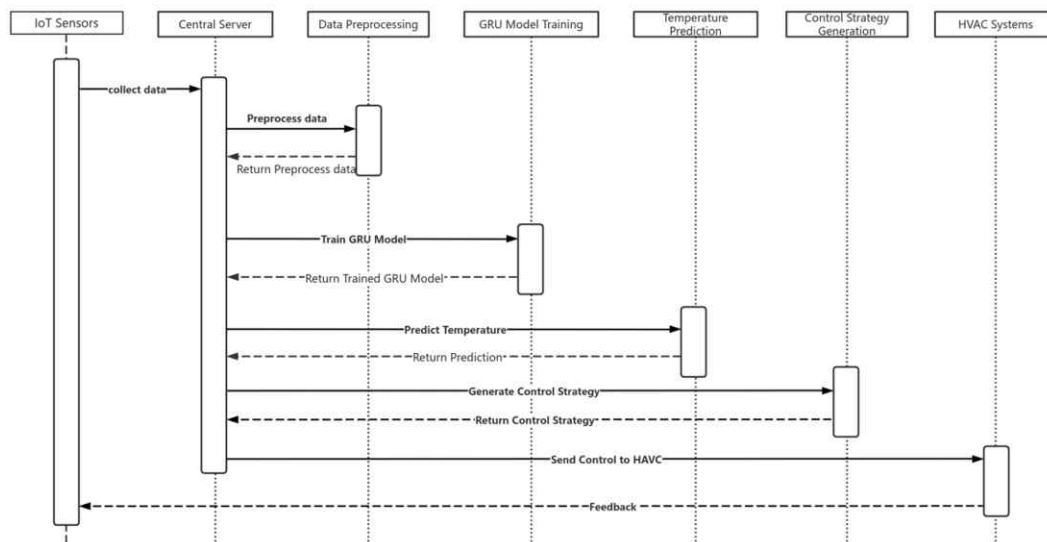 IoT Sensors
Central Server
Data Preprocessing
GRU Model Training
Temperature
Prediction
Control Strategy
Generation
HVAC Systems
collect data
Preprocess data
Return Preprocess data
Train GRU Model
Return Trained GRU Model
Predict Temperature
Return Prediction
Generate Control Strategy
Return Control Strategy
Send Control to HAVC
Feedback